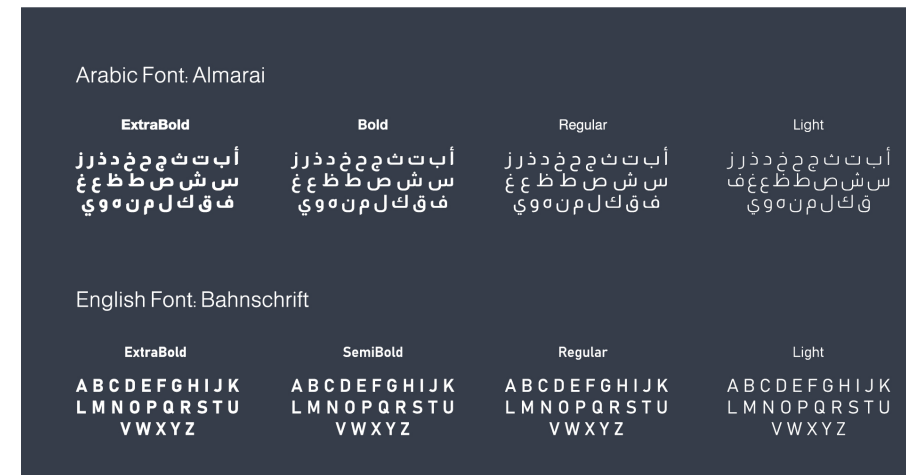 Arabic Font: Almarai
ExtraBold
أ ب ت ث ج ح خ د ذ ر ز
س ش ص ط ظ ع غ
ف ق ك ل م ن ه و ي
Bold
أ ب ت ث ج ح خ د ذ ر ز
س ش ص ط ظ ع غ
ف ق ك ل م ن ه و ي
Regular
أ ب ت ث ج ح خ د ذ ر ز
س ش ص ط ظ ع غ
ف ق ك ل م ن ه و ي
Light
أ ب ت ث ج ح خ د ذ ر ز
س ش ص ط ظ ع غ ف
ق ك ل م ن ه و ي
English Font: Bahnschrift
ExtraBold
A B C D E F G H I J K
L M N O P Q R S T U
V W X Y Z
SemiBold
A B C D E F G H I J K
L M N O P Q R S T U
V W X Y Z
Regular
A B C D E F G H I J K
L M N O P Q R S T U
V W X Y Z
Light
A B C D E F G H I J K
L M N O P Q R S T U
V W X Y Z